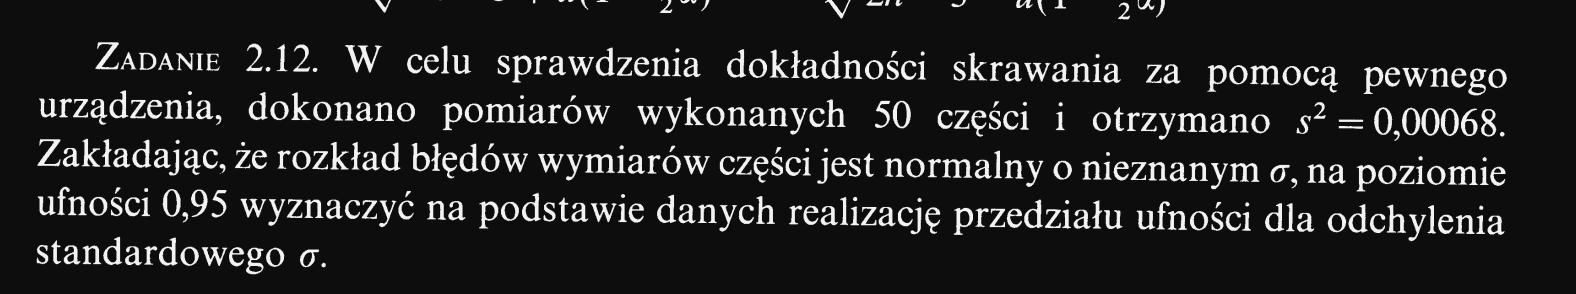 Zadanie 2.12. W celu sprawdzenia dokładności skrawania za pomocą pewnego
urządzenia, dokonano pomiarów wykonanych 50 części i otrzymano s² = 0,00068.
Zakładając, że rozkład błędów wymiarów części jest normalny o nieznanym σ, na poziomie
ufności 0,95 wyznaczyć na podstawie danych realizację przedziału ufności dla odchylenia
standardowego σ.